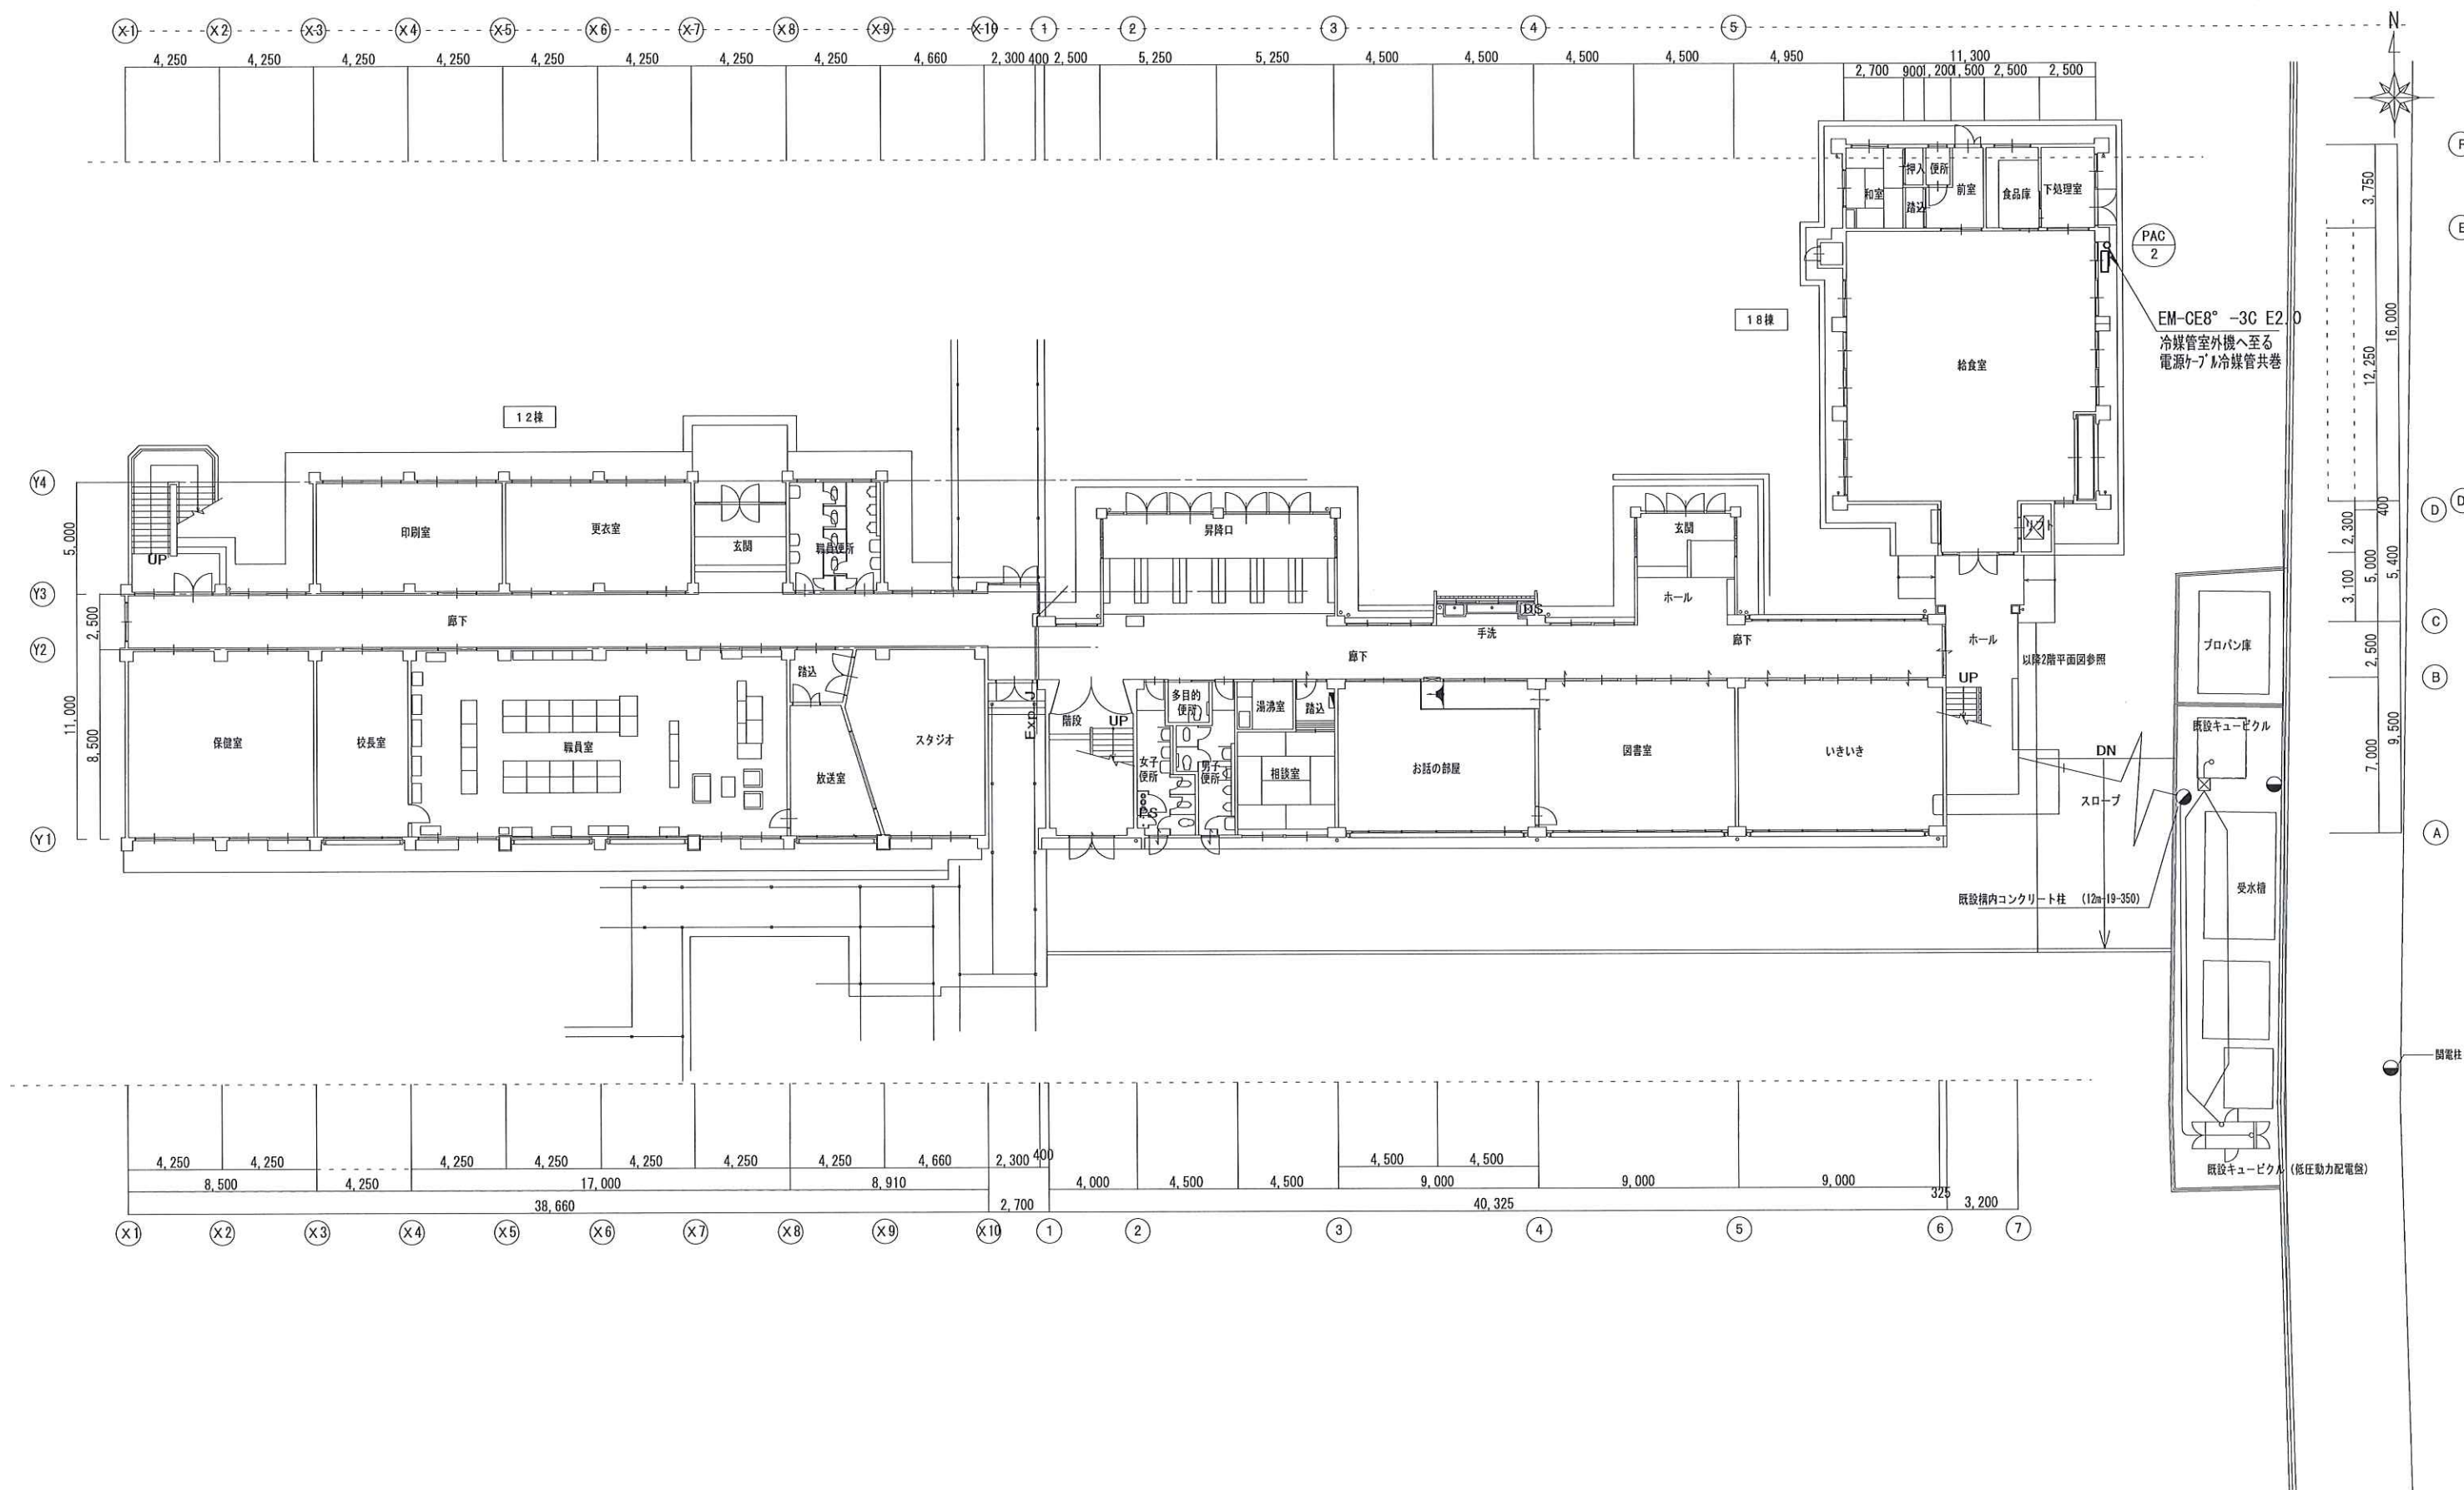 X1 X2 X3 X4 X5 X6 X7 X8 X9 X10 1 2 3 4 5 N
4,250 4,250 4,250 4,250 4,250 4,250 4,250 4,250 4,660 2,300 400 2,500 5,250 5,250 4,500 4,500 4,500 4,500 4,950 11,300
2,700 900 1,200 1,500 2,500 2,500
押入 便所
和室 前室 食品庫 下処理室
踏込
PAC
2
18棟
EM-CE8° -3C E2.0
冷媒管室外機へ至る
電源ｹｰﾌﾞﾙ冷媒管共巻
給食室
3,750
12,250
16,000
F
E
12棟
Y4
印刷室 更衣室 玄関 職員便所
UP
昇降口 玄関 リフト
D
D
5,000
Y3
廊下
2,500
Y2
ホール
DS
手洗
廊下 廊下 ホール
以降2階平面図参照
プロパン庫
400
2,300
5,000
5,400
3,100
C
2,500
B
踏込
保健室 校長室 職員室 放送室 スタジオ
11,000
8,500
Y1
Exp.J
階段 UP
多目的
便所
湯沸室 踏込
女子
便所
男子
便所
相談室
PS
お話の部屋 図書室 いきいき
UP
DN
スロープ
既設キュービクル
7,000
9,500
A
受水槽
既設構内コンクリート柱 (12m-19-350)
関電柱
既設キュービクル (低圧動力配電盤)
4,250 4,250 4,250 4,250 4,250 4,250 4,250 4,660 2,300 400 4,500 4,500
8,500 4,250 17,000 8,910 4,000 4,500 4,500 9,000 9,000 9,000 325
38,660 2,700 40,325 3,200
X1 X2 X3 X4 X5 X6 X7 X8 X9 X10 1 2 3 4 5 6 7